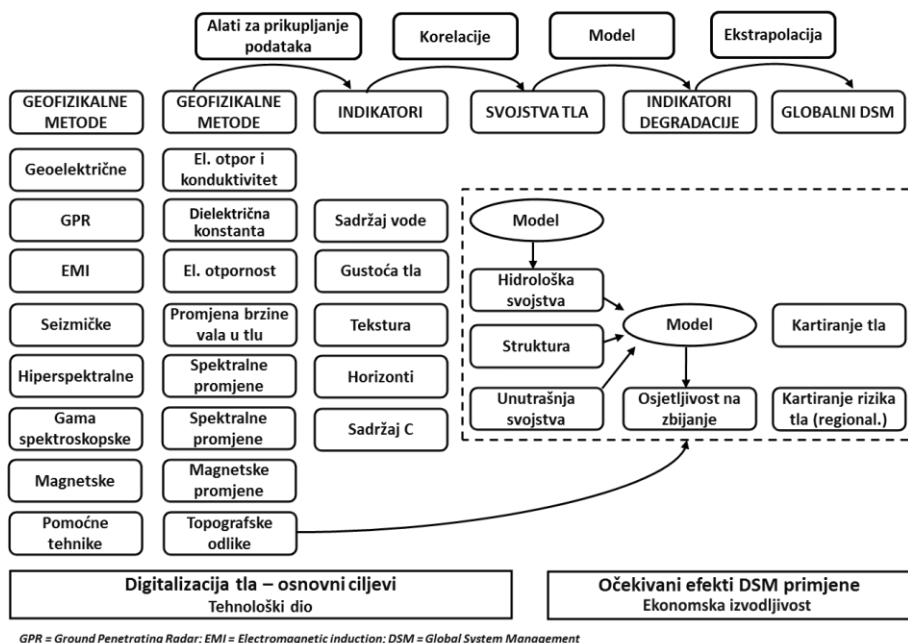 Alati za prikupljanje
podataka
Korelacije
Model
Ekstrapolacija
GEOFIZIKALNE
METODE
GEOFIZIKALNE
METODE
INDIKATORI
SVOJSTVA TLA
INDIKATORI
DEGRADACIJE
GLOBALNI DSM
Geoelektrične
El. otpor i
konduktivitet
GPR
Dielektrična
konstanta
Sadržaj vode
Model
EMI
El. otpornost
Gustoća tla
Hidrološka
svojstva
Seizmičke
Promjena brzine
vala u tlu
Tekstura
Struktura
Model
Kartiranje tla
Hiperspektralne
Spektralne
promjene
Horizonti
Unutrašnja
svojstva
Osjetljivost na
zbijanje
Kartiranje rizika
tla (regional.)
Gama
spektroskopske
Spektralne
promjene
Sadržaj C
Magnetske
Magnetske
promjene
Pomoćne
tehnike
Topografske
odlike
Digitalizacija tla – osnovni ciljevi
Tehnološki dio
Očekivani efekti DSM primjene
Ekonomska izvodljivost
GPR = Ground Penetrating Radar; EMI = Electromagnetic induction; DSM = Global System Management